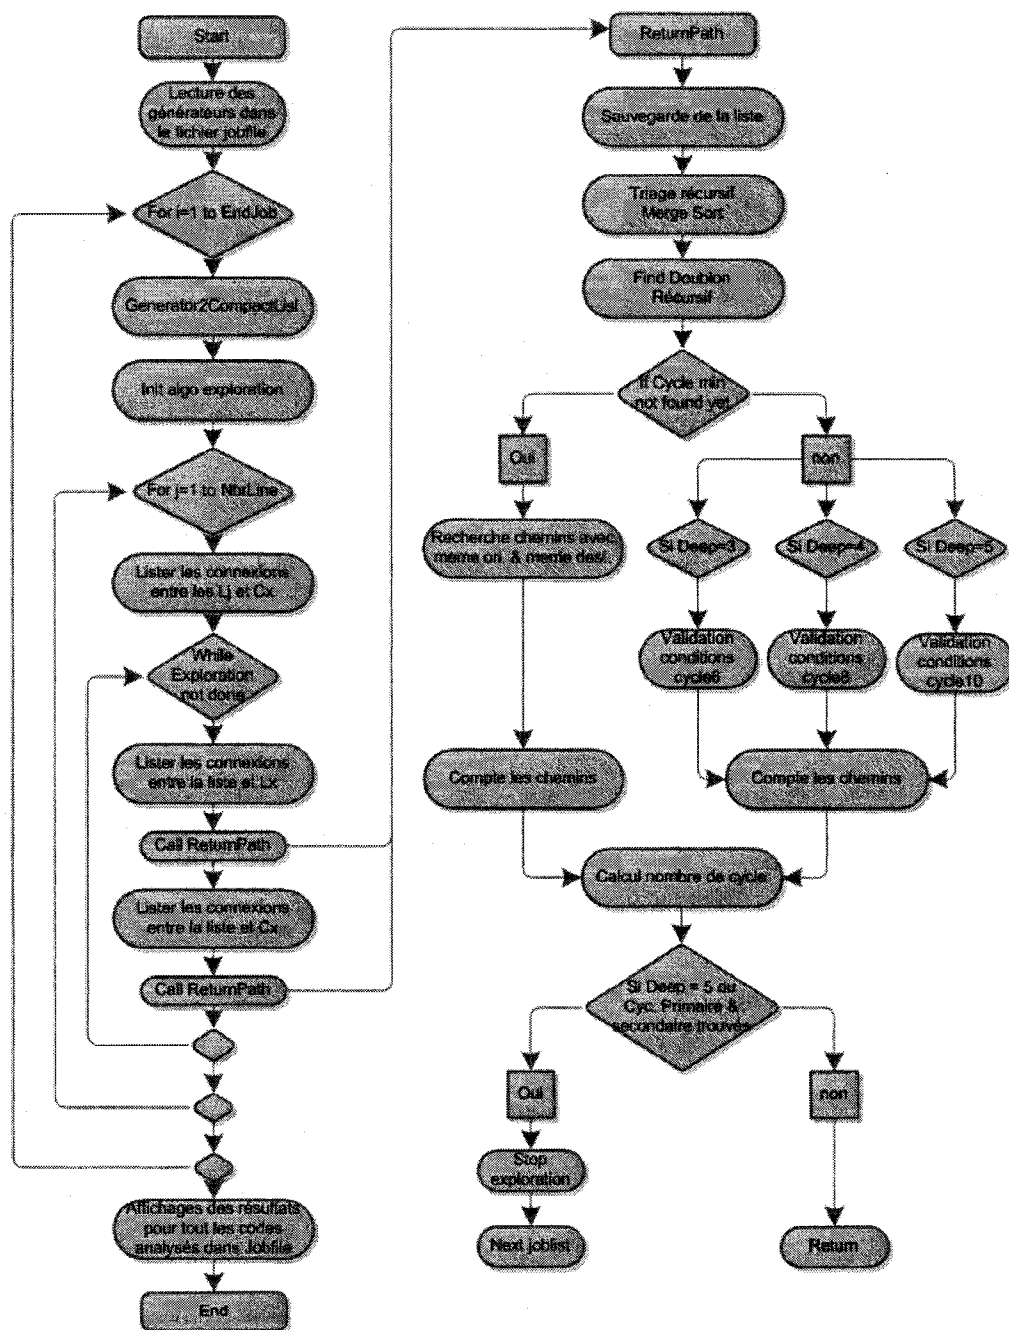 Start
Lecture des
générateurs dans
le fichier jobfile
For i=1 to EndJob
Generator2CompactList
Init algo exploration
For j=1 to NbrLine
Lister les connexions
entre les Lj et Cx
While
Exploration
not done
Lister les connexions
entre la liste et Lx
Call ReturnPath
Lister les connexions
entre la liste et Cx
Call ReturnPath
Affichages des résultats
pour tout les codes
analysés dans Jobfile
End
ReturnPath
Sauvegarde de la liste
Triage récursif
Merge Sort
Find Doublon
Récursif
If Cycle min
not found yet
Oui
non
Recherche chemins avec
meme ori. & meme dest.
Si Deep=3
Si Deep=4
Si Deep=5
Validation
conditions
cycle6
Validation
conditions
cycle8
Validation
conditions
cycle10
Compte les chemins
Compte les chemins
Calcul nombre de cycle
Si Deep = 5 au
Cyc. Primaire &
secondaire trouvés
Oui
non
Stop
exploration
Next joblist
Return